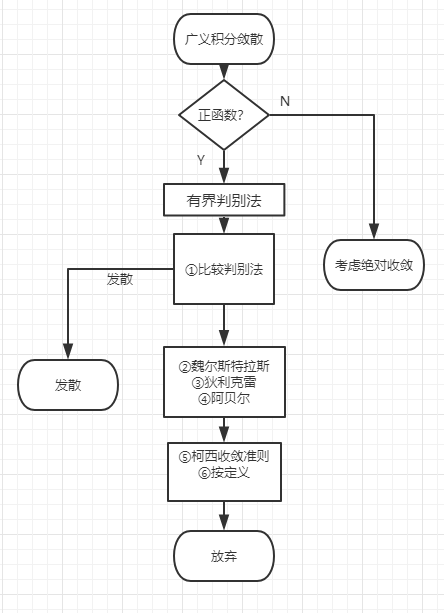 广义积分敛散
正函数?
N
Y
有界判别法
①比较判别法
考虑绝对收敛
发散
发散
②魏尔斯特拉斯
③狄利克雷
④阿贝尔
⑤柯西收敛准则
⑥按定义
放弃